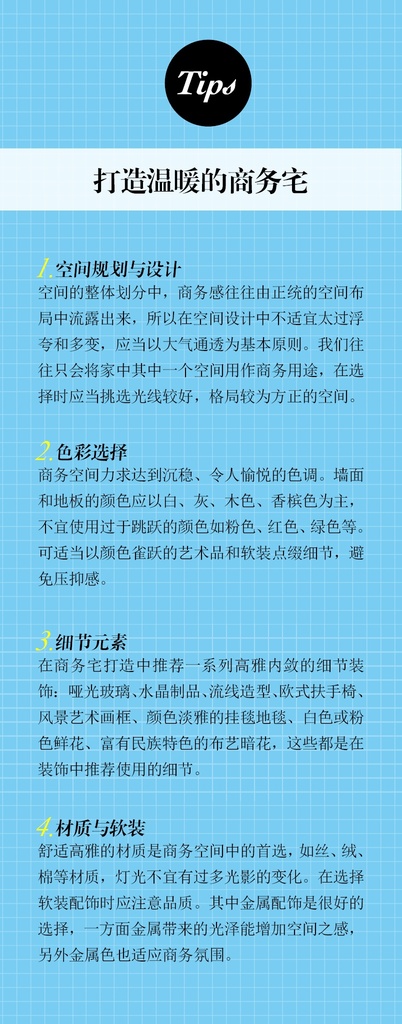 Tips
打造温暖的商务宅
1.空间规划与设计
空间的整体划分中，商务感往往由正统的空间布
局中流露出来，所以在空间设计中不适宜太过浮
夸和多变，应当以大气通透为基本原则。我们往
往只会将家中其中一个空间用作商务用途，在选
择时应当挑选光线较好，格局较为方正的空间。
2.色彩选择
商务空间力求达到沉稳、令人愉悦的色调。墙面
和地板的颜色应以白、灰、木色、香槟色为主，
不宜使用过于跳跃的颜色如粉色、红色、绿色等。
可适当以颜色雀跃的艺术品和软装点缀细节，避
免压抑感。
3.细节元素
在商务宅打造中推荐一系列高雅内敛的细节装
饰：哑光玻璃、水晶制品、流线造型、欧式扶手椅、
风景艺术画框、颜色淡雅的挂毯地毯、白色或粉
色鲜花、富有民族特色的布艺暗花，这些都是在
装饰中推荐使用的细节。
4.材质与软装
舒适高雅的材质是商务空间中的首选，如丝、绒、
棉等材质，灯光不宜有过多光影的变化。在选择
软装配饰时应注意品质。其中金属配饰是很好的
选择，一方面金属带来的光泽能增加空间之感，
另外金属色也适应商务氛围。